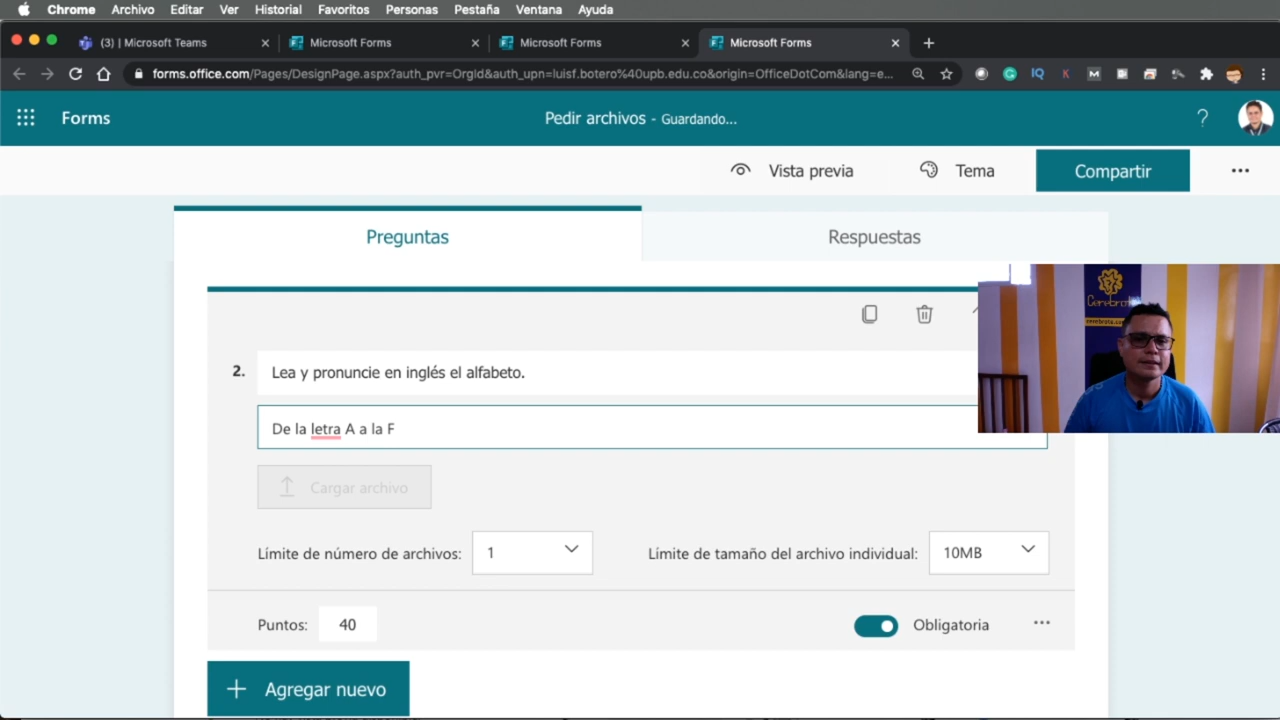 Chrome Archivo Editar Ver Historial Favoritos Personas Pestaña Ventana Ayuda
(3) | Microsoft Teams
Microsoft Forms
Microsoft Forms
Microsoft Forms
forms.office.com/Pages/DesignPage.aspx?auth_pvr=OrgId&auth_upn=luisf.botero%40upb.edu.co&origin=OfficeDotCom&lang=e...
Forms
Pedir archivos - Guardando...
?
Vista previa
Tema
Compartir
Preguntas
Respuestas
2. Lea y pronuncie en inglés el alfabeto.
De la letra A a la F
Cargar archivo
Límite de número de archivos: 1
Límite de tamaño del archivo individual: 10MB
Puntos: 40
Obligatoria
+ Agregar nuevo